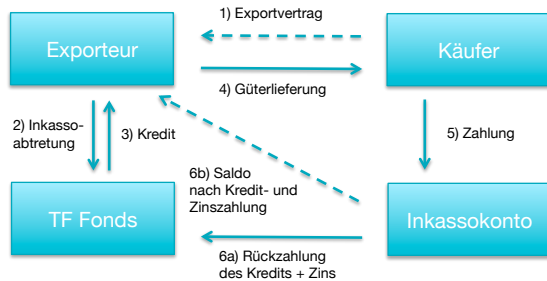 1) Exportvertrag
Exporteur
Käufer
4) Güterlieferung
2) Inkasso-
abtretung
3) Kredit
5) Zahlung
6b) Saldo
nach Kredit- und
Zinszahlung
TF Fonds
Inkassokonto
6a) Rückzahlung
des Kredits + Zins